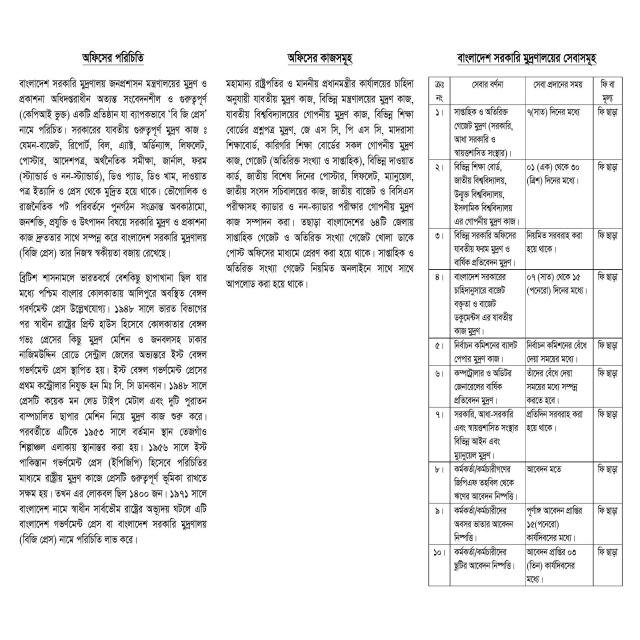 অফিসের পরিচিতি
বাংলাদেশ সরকারি মুদ্রণালয় জনপ্রশাসন মন্ত্রণালয়ের মুদ্রণ ও
প্রকাশনা অধিদপ্তরাধীন অত্যন্ত সংবেদনশীল ও গুরুত্বপূর্ণ
(কেপিআই ভুক্ত) একটি প্রতিষ্ঠান যা ব্যাপকভাবে ‘বি জি প্রেস’
নামে পরিচিত। সরকারের যাবতীয় গুরুত্বপূর্ণ মুদ্রণ কাজ ঃ
যেমন-বাজেট, রিপোর্ট, বিল, এ্যাক্ট, অর্ডিন্যান্স, লিফলেট,
পোস্টার, আদেশপত্র, অর্থনৈতিক সমীক্ষা, জার্নাল, ফরম
(স্ট্যান্ডার্ড ও নন-স্ট্যান্ডার্ড), ডিও প্যাড, ডিও খাম, দাওয়াত
পত্র ইত্যাদি ও প্রেস থেকে মুদ্রিত হয়ে থাকে। ভৌগোলিক ও
রাজনৈতিক পট পরিবর্তনে পুনর্গঠন সংক্রান্ত অবকাঠামো,
জনশক্তি, প্রযুক্তি ও উৎপাদন বিষয়ে সরকারি মুদ্রণ ও প্রকাশনা
কাজ দ্রুততার সাথে সম্পন্ন করে বাংলাদেশ সরকারি মুদ্রণালয়
(বিজি প্রেস) তার নিজস্ব স্বকীয়তা বজায় রেখেছে।
ব্রিটিশ শাসনামলে ভারতবর্ষে বেশকিছু ছাপাখানা ছিল যার
মধ্যে পশ্চিম বাংলার কোলকাতায় আলিপুরে অবস্থিত বেঙ্গল
গবর্ণমেন্ট প্রেস উল্লেখযোগ্য। ১৯৪৮ সালে ভারত বিভাগের
পর স্বাধীন রাষ্ট্রের প্রিন্ট হাউস হিসেবে কোলকাতার বেঙ্গল
গভঃ প্রেসের কিছু মুদ্রণ মেশিন ও জনবলসহ ঢাকার
নাজিমউদ্দিন রোডে সেন্ট্রাল জেলের অভ্যন্তরে ইস্ট বেঙ্গল
গভর্ণমেন্ট প্রেস স্থাপিত হয়। ইস্ট বেঙ্গল গভর্ণমেন্ট প্রেসের
প্রথম কন্ট্রোলার নিযুক্ত হন মিঃ সি. সি ডানকান। ১৯৪৮ সালে
প্রেসটি কয়েক মন লেড টাইপ মেটাল এবং দুটি পুরাতন
বাষ্পচালিত ছাপার মেশিন নিয়ে মুদ্রণ কাজ শুরু করে।
পরবর্তীতে এটিকে ১৯৫৩ সালে বর্তমান স্থান তেজগাঁও
শিল্পাঞ্চল এলাকায় স্থানান্তর করা হয়। ১৯৫৬ সালে ইস্ট
পাকিস্তান গভর্ণমেন্ট প্রেস (ইপিজিপি) হিসেবে পরিচিতির
মাধ্যমে রাষ্ট্রীয় মুদ্রণ কাজে প্রেসটি গুরুত্বপূর্ণ ভূমিকা রাখতে
সক্ষম হয়। তখন এর লোকবল ছিল ১৪০০ জন। ১৯৭১ সালে
বাংলাদেশ নামে স্বাধীন সার্বভৌম রাষ্ট্রের অভ্যুদয় ঘটলে এটি
বাংলাদেশ গভর্ণমেন্ট প্রেস বা বাংলাদেশ সরকারি মুদ্রণালয়
(বিজি প্রেস) নামে পরিচিতি লাভ করে।
অফিসের কাজসমূহ
মহামান্য রাষ্ট্রপতির ও মাননীয় প্রধানমন্ত্রীর কার্যালয়ের চাহিদা
অনুযায়ী যাবতীয় মুদ্রণ কাজ, বিভিন্ন মন্ত্রণালয়ের মুদ্রণ কাজ,
যাবতীয় বিশ্ববিদ্যালয়ের গোপনীয় মুদ্রণ কাজ, বিভিন্ন শিক্ষা
বোর্ডের প্রশ্নপত্র মুদ্রণ, জে এস সি, পি এস সি, মাদরাসা
শিক্ষাবোর্ড, কারিগরি শিক্ষা বোর্ডের সকল গোপনীয় মুদ্রণ
কাজ, গেজেট (অতিরিক্ত সংখ্যা ও সাপ্তাহিক), বিভিন্ন দাওয়াত
কার্ড, জাতীয় বিশেষ দিনের পোস্টার, লিফলেট, ম্যানুয়েল,
জাতীয় সংসদ সচিবালয়ের কাজ, জাতীয় বাজেট ও বিসিএস
পরীক্ষাসহ ক্যাডার ও নন-ক্যাডার পরীক্ষার গোপনীয় মুদ্রণ
কাজ সম্পাদন করা। তছাড়া বাংলাদেশের ৬৪টি জেলায়
সাপ্তাহিক গেজেট ও অতিরিক্ত সংখ্যা গেজেট খোলা ডাকে
পোস্ট অফিসের মাধ্যমে প্রেরণ করা হয়ে থাকে। সাপ্তাহিক ও
অতিরিক্ত সংখ্যা গেজেট নিয়মিত অনলাইনে সাথে সাথে
আপলোড করা হয়ে থাকে।
বাংলাদেশ সরকারি মুদ্রণালয়ের সেবাসমূহ
ক্রঃ নং সেবার বর্ণনা সেবা প্রদানের সময় ফি বা মূল্য
১। সাপ্তাহিক ও অতিরিক্ত ৭(সাত) দিনের মধ্যে ফি ছাড়া
গেজেট মুদ্রণ (সরকারি,
আধা সরকারি ও
স্বায়ত্তশাসিত সংস্থার)।
২। বিভিন্ন শিক্ষা বোর্ড, ০১ (এক) থেকে ৩০ ফি ছাড়া
জাতীয় বিশ্ববিদ্যালয়, (ত্রিশ) দিনের মধ্যে।
উন্মুক্ত বিশ্ববিদ্যালয়,
ইসলামিক বিশ্ববিদ্যালয়
এর গোপনীয় মুদ্রণ কাজ।
৩। বিভিন্ন সরকারি অফিসের নিয়মিত সরবরাহ করা ফি ছাড়া
যাবতীয় ফরম মুদ্রণ ও হয়ে থাকে।
বার্ষিক প্রতিবেদন মুদ্রণ।
৪। বাংলাদেশ সরকারের ০৭ (সাত) থেকে ১৫ ফি ছাড়া
চাহিদানুসারে বাজেট (পনেরো) দিনের মধ্যে।
বক্তৃতা ও বাজেট
ডকুমেন্টস এর যাবতীয়
কাজ মুদ্রণ।
৫। নির্বাচন কমিশনের ব্যালট নির্বাচন কমিশনের বেঁধে ফি ছাড়া
পেপার মুদ্রণ কাজ। দেয়া সময়ের মধ্যে।
৬। কম্পট্রোলার ও অডিটর তাঁদের বেঁধে দেয়া ফি ছাড়া
জেনারেলের বার্ষিক সময়ের মধ্যে সম্পন্ন
প্রতিবেদন মুদ্রণ। করতে হবে।
৭। সরকারি, আধা-সরকারি প্রতিদিন সরবরাহ করা ফি ছাড়া
এবং স্বায়ত্তশাসিত সংস্থার হয়ে থাকে।
বিভিন্ন আইন এবং
ম্যুনুয়েল মুদ্রণ।
৮। কর্মকর্তা/কর্মচারীগণের আবেদন মতে ফি ছাড়া
জিপিএফ তহবিল থেকে
ঋণের আবেদন নিষ্পত্তি।
৯। কর্মকর্তা/কর্মচারীদের পূর্ণাঙ্গ আবেদন প্রাপ্তির ফি ছাড়া
অবসর ভাতার আবেদন ১৫(পনেরো)
নিষ্পত্তি। কার্যদিবসের মধ্যে।
১০। কর্মকর্তা/কর্মচারীদের আবেদন প্রাপ্তির ০৩ ফি ছাড়া
ছুটির আবেদন নিষ্পত্তি। (তিন) কার্যদিবসের
মধ্যে।